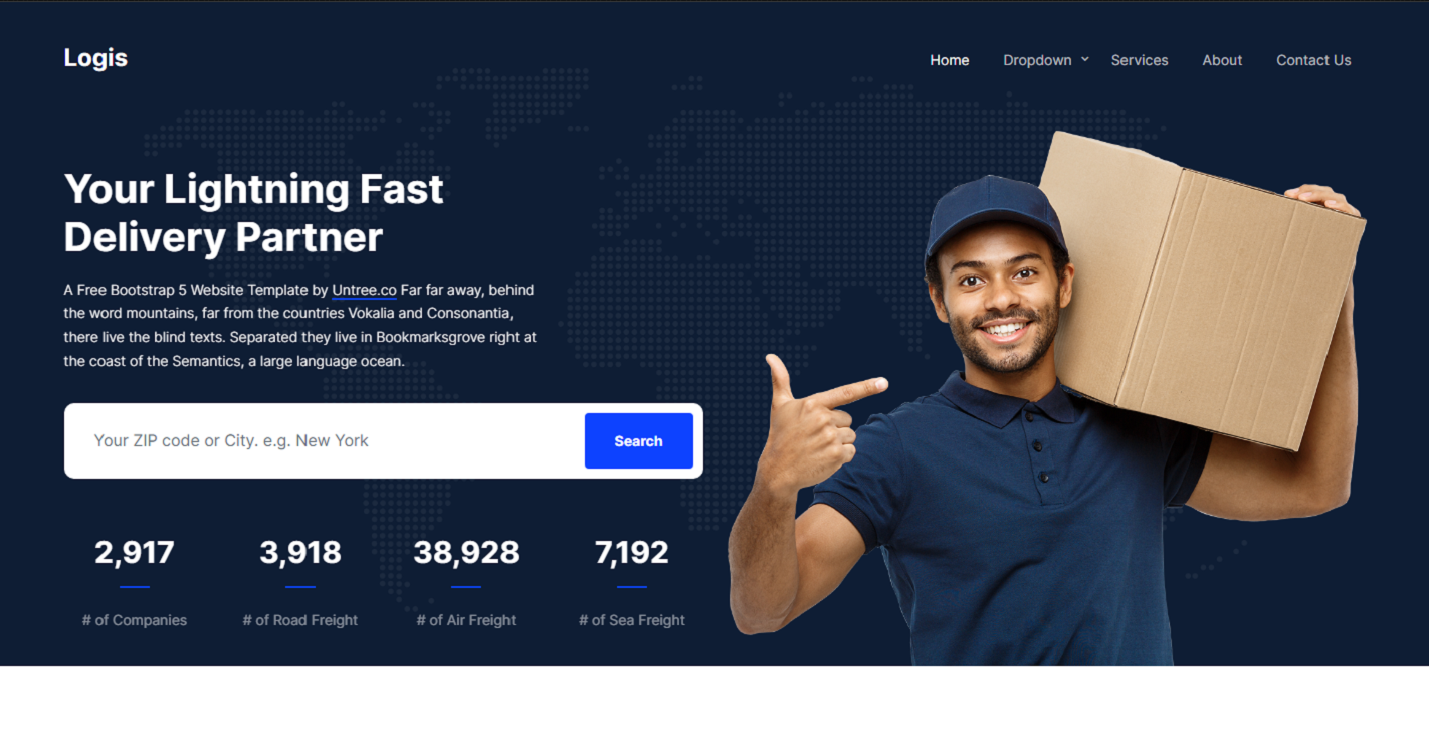 Logis
Home Dropdown Services About Contact Us
Your Lightning Fast
Delivery Partner
A Free Bootstrap 5 Website Template by Untree.co Far far away, behind
the word mountains, far from the countries Vokalia and Consonantia,
there live the blind texts. Separated they live in Bookmarksgrove right at
the coast of the Semantics, a large language ocean.
Your ZIP code or City. e.g. New York
Search
2,917 3,918 38,928 7,192
# of Companies # of Road Freight # of Air Freight # of Sea Freight